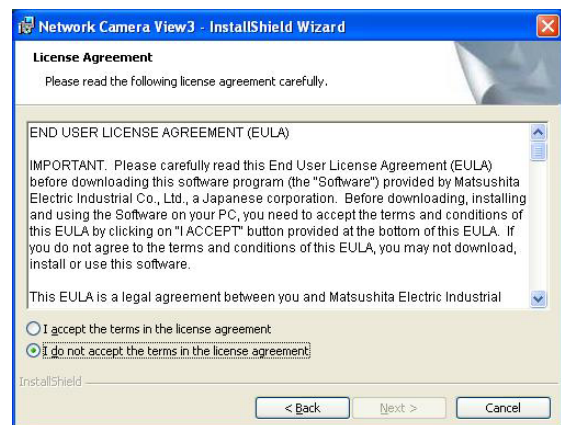 Network Camera View3 - InstallShield Wizard
License Agreement
Please read the following license agreement carefully.
END USER LICENSE AGREEMENT (EULA)
IMPORTANT. Please carefully read this End User License Agreement (EULA)
before downloading this software program (the "Software") provided by Matsushita
Electric Industrial Co., Ltd., a Japanese corporation. Before downloading, installing
and using the Software on your PC, you need to accept the terms and conditions of
this EULA by clicking on "I ACCEPT" button provided at the bottom of this EULA. If
you do not agree to the terms and conditions of this EULA, you may not download,
install or use this software.
This EULA is a legal agreement between you and Matsushita Electric Industrial
I accept the terms in the license agreement
I do not accept the terms in the license agreement
InstallShield
< Back Next > Cancel